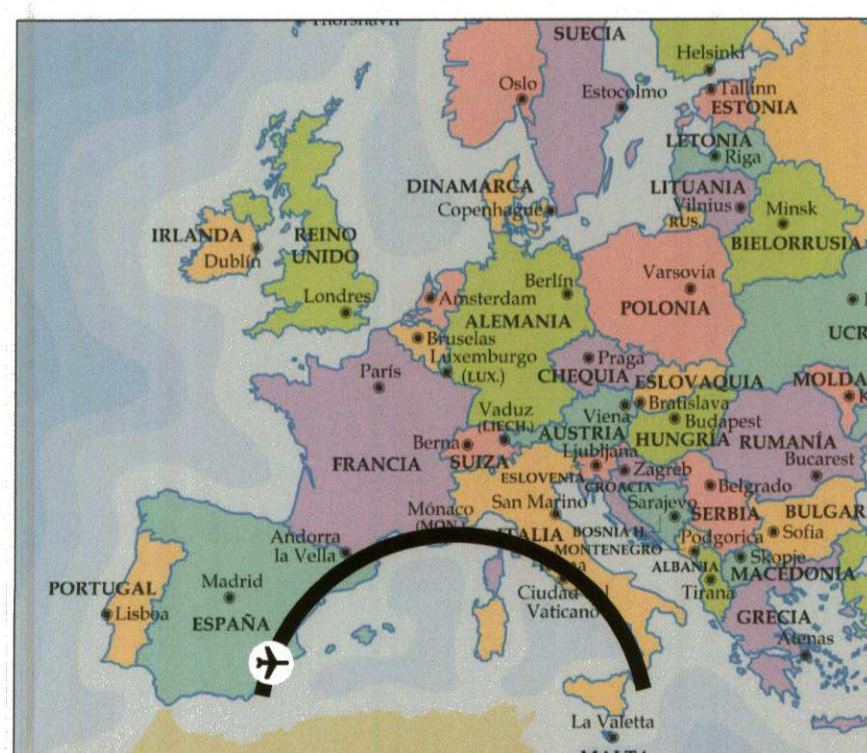 SUECIA
Helsinki
Oslo
Estocolmo
Tallinn
ESTONIA
LETONIA
Riga
DINAMARCA
Copenhague
LITUANIA
Vilnius
RUS.
Minsk
BIELORRUSIA
IRLANDA
Dublín
REINO
UNIDO
Londres
Amsterdam
Berlín
ALEMANIA
Varsovia
POLONIA
UCR
Bruselas
Luxemburgo
(LUX.)
París
Praga
CHEQUIA
ESLOVAQUIA
Bratislava
MOLDA
Viena
Budapest
Vaduz
(LIECH.)
AUSTRIA
HUNGRÍA
RUMANÍA
Berna
SUIZA
FRANCIA
Ljubljana
ESLOVENIA
Zagreb
CROACIA
Bucarest
Belgrado
Mónaco
(MON.)
San Marino
Sarajevo
SERBIA
BULGAR
Sofía
ITALIA
BOSNIA H.
MONTENEGRO
Podgorica
Skopje
ALBANIA
MACEDONIA
Tirana
Andorra
la Vella
Ciudad del
Vaticano
GRECIA
Atenas
PORTUGAL
Lisboa
Madrid
ESPAÑA
La Valetta